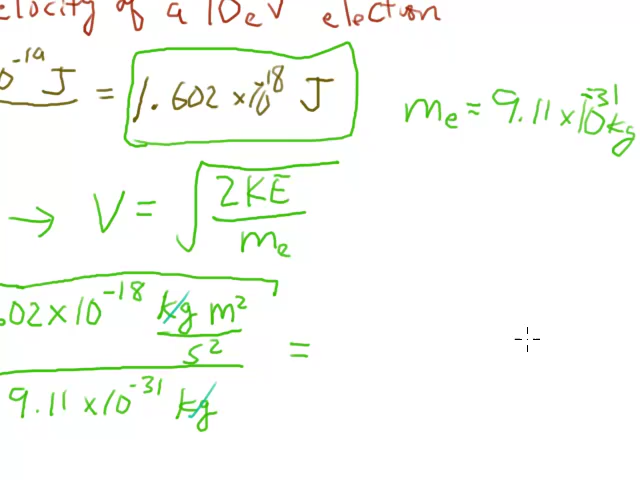 elocity of a 10eV electron
0⁻¹⁹ J = 1.602 ×10⁻¹⁸ J
mₑ = 9.11 ×10⁻³¹ kg
→ V = √(2KE / mₑ)
602 ×10⁻¹⁸ kg m²
s²
=
9.11 ×10⁻³¹ kg